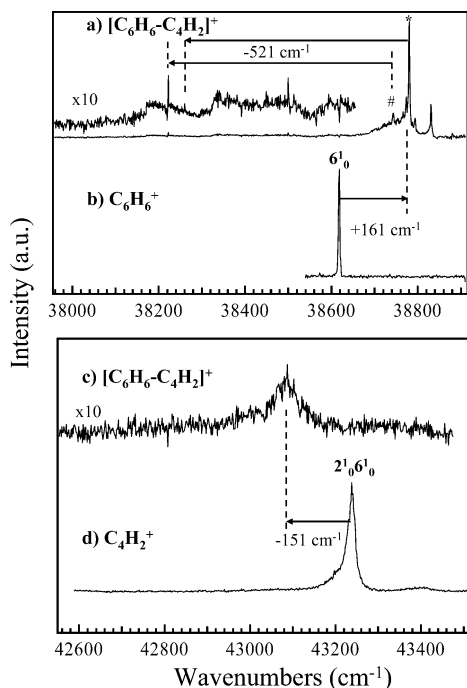 a) [C₆H₆-C₄H₂]⁺
*
-521 cm⁻¹
x10
#
6¹₀
b) C₆H₆⁺
+161 cm⁻¹
38000 38200 38400 38600 38800
Intensity (a.u.)
c) [C₆H₆-C₄H₂]⁺
x10
2¹₀6¹₀
-151 cm⁻¹
d) C₄H₂⁺
42600 42800 43000 43200 43400
Wavenumbers (cm⁻¹)